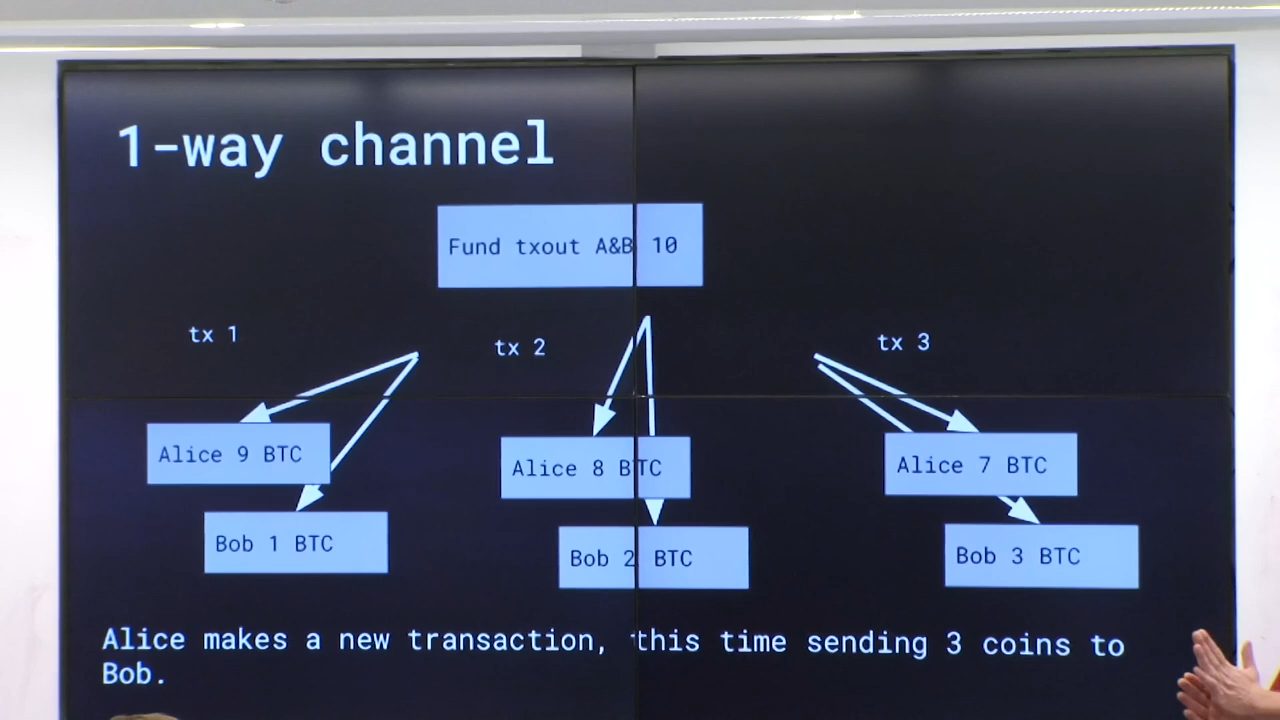 1-way channel
Fund txout A&B 10
tx 1
tx 2
tx 3
Alice 9 BTC
Alice 8 BTC
Alice 7 BTC
Bob 1 BTC
Bob 2 BTC
Bob 3 BTC
Alice makes a new transaction, this time sending 3 coins to
Bob.